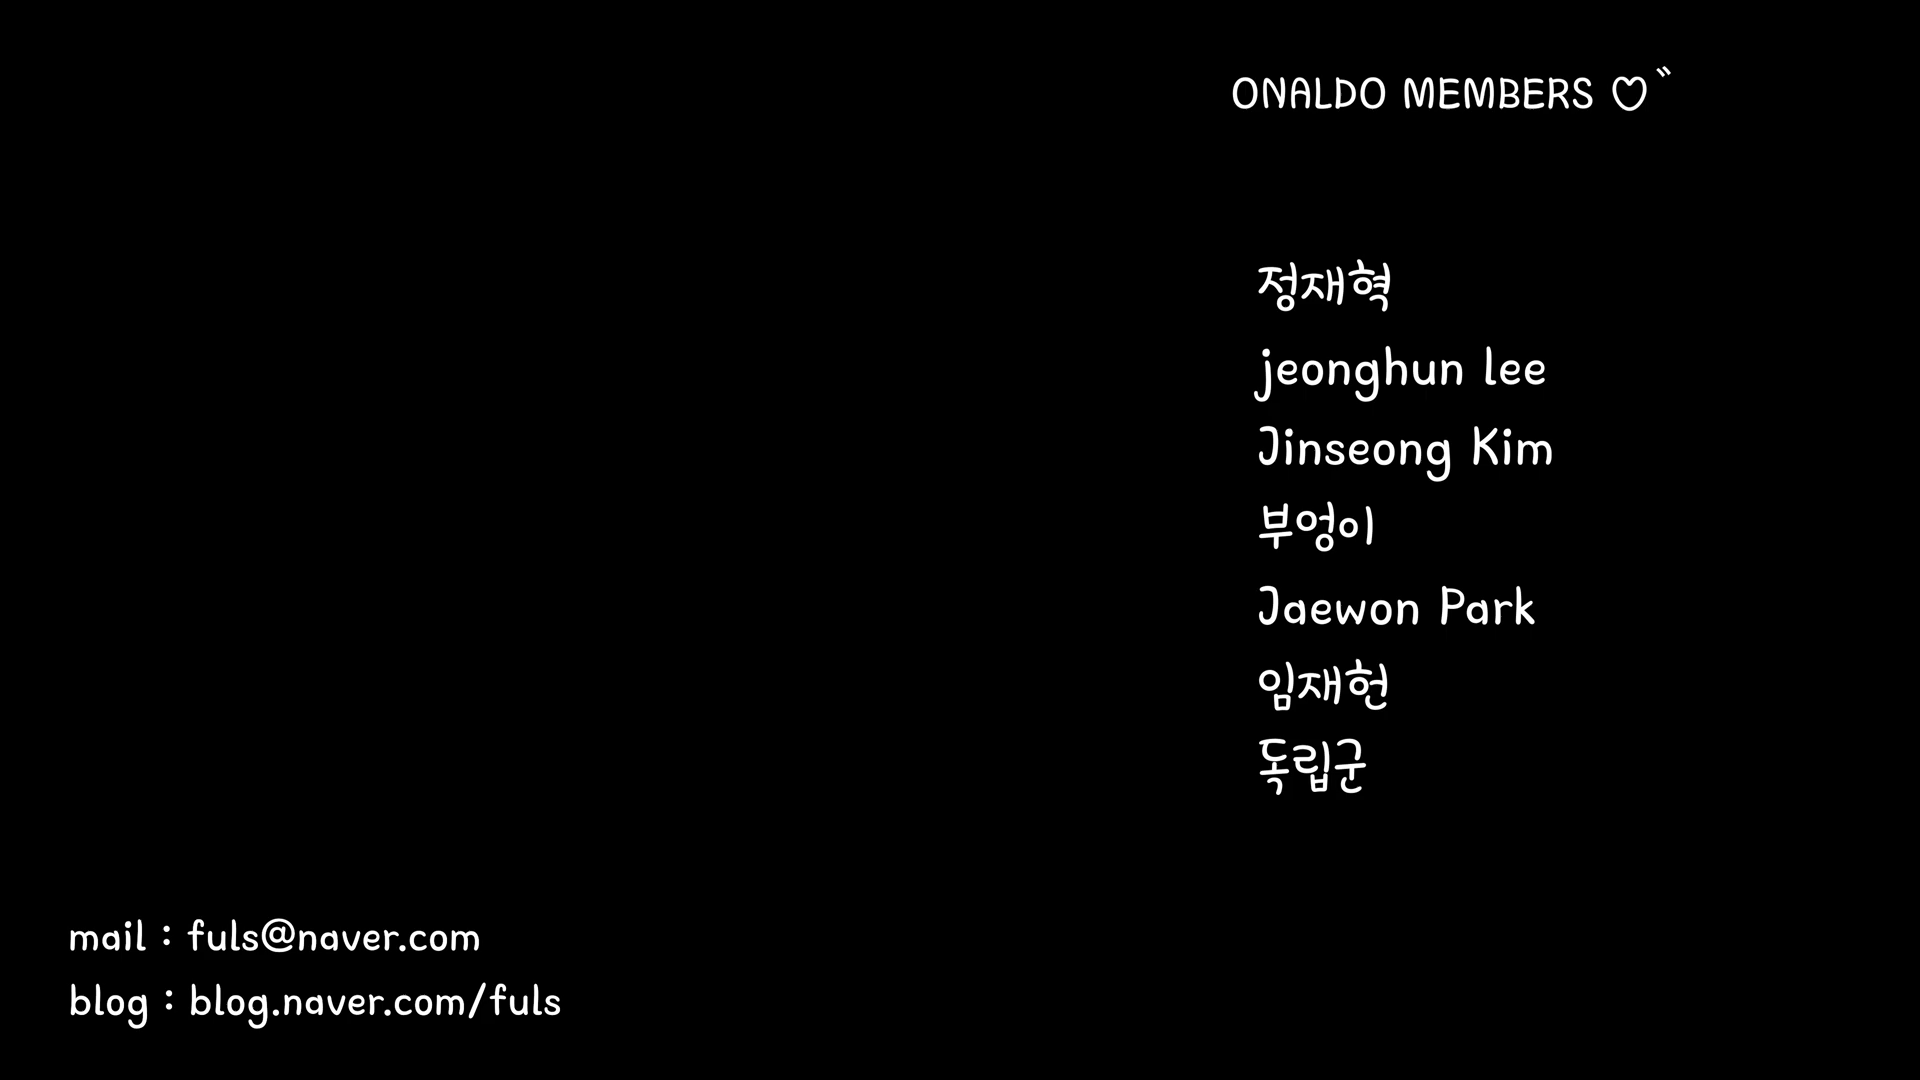 ONALDO MEMBERS ♡〃
정재혁
jeonghun lee
Jinseong Kim
부엉이
Jaewon Park
임재헌
독립군
mail : fuls@naver.com
blog : blog.naver.com/fuls